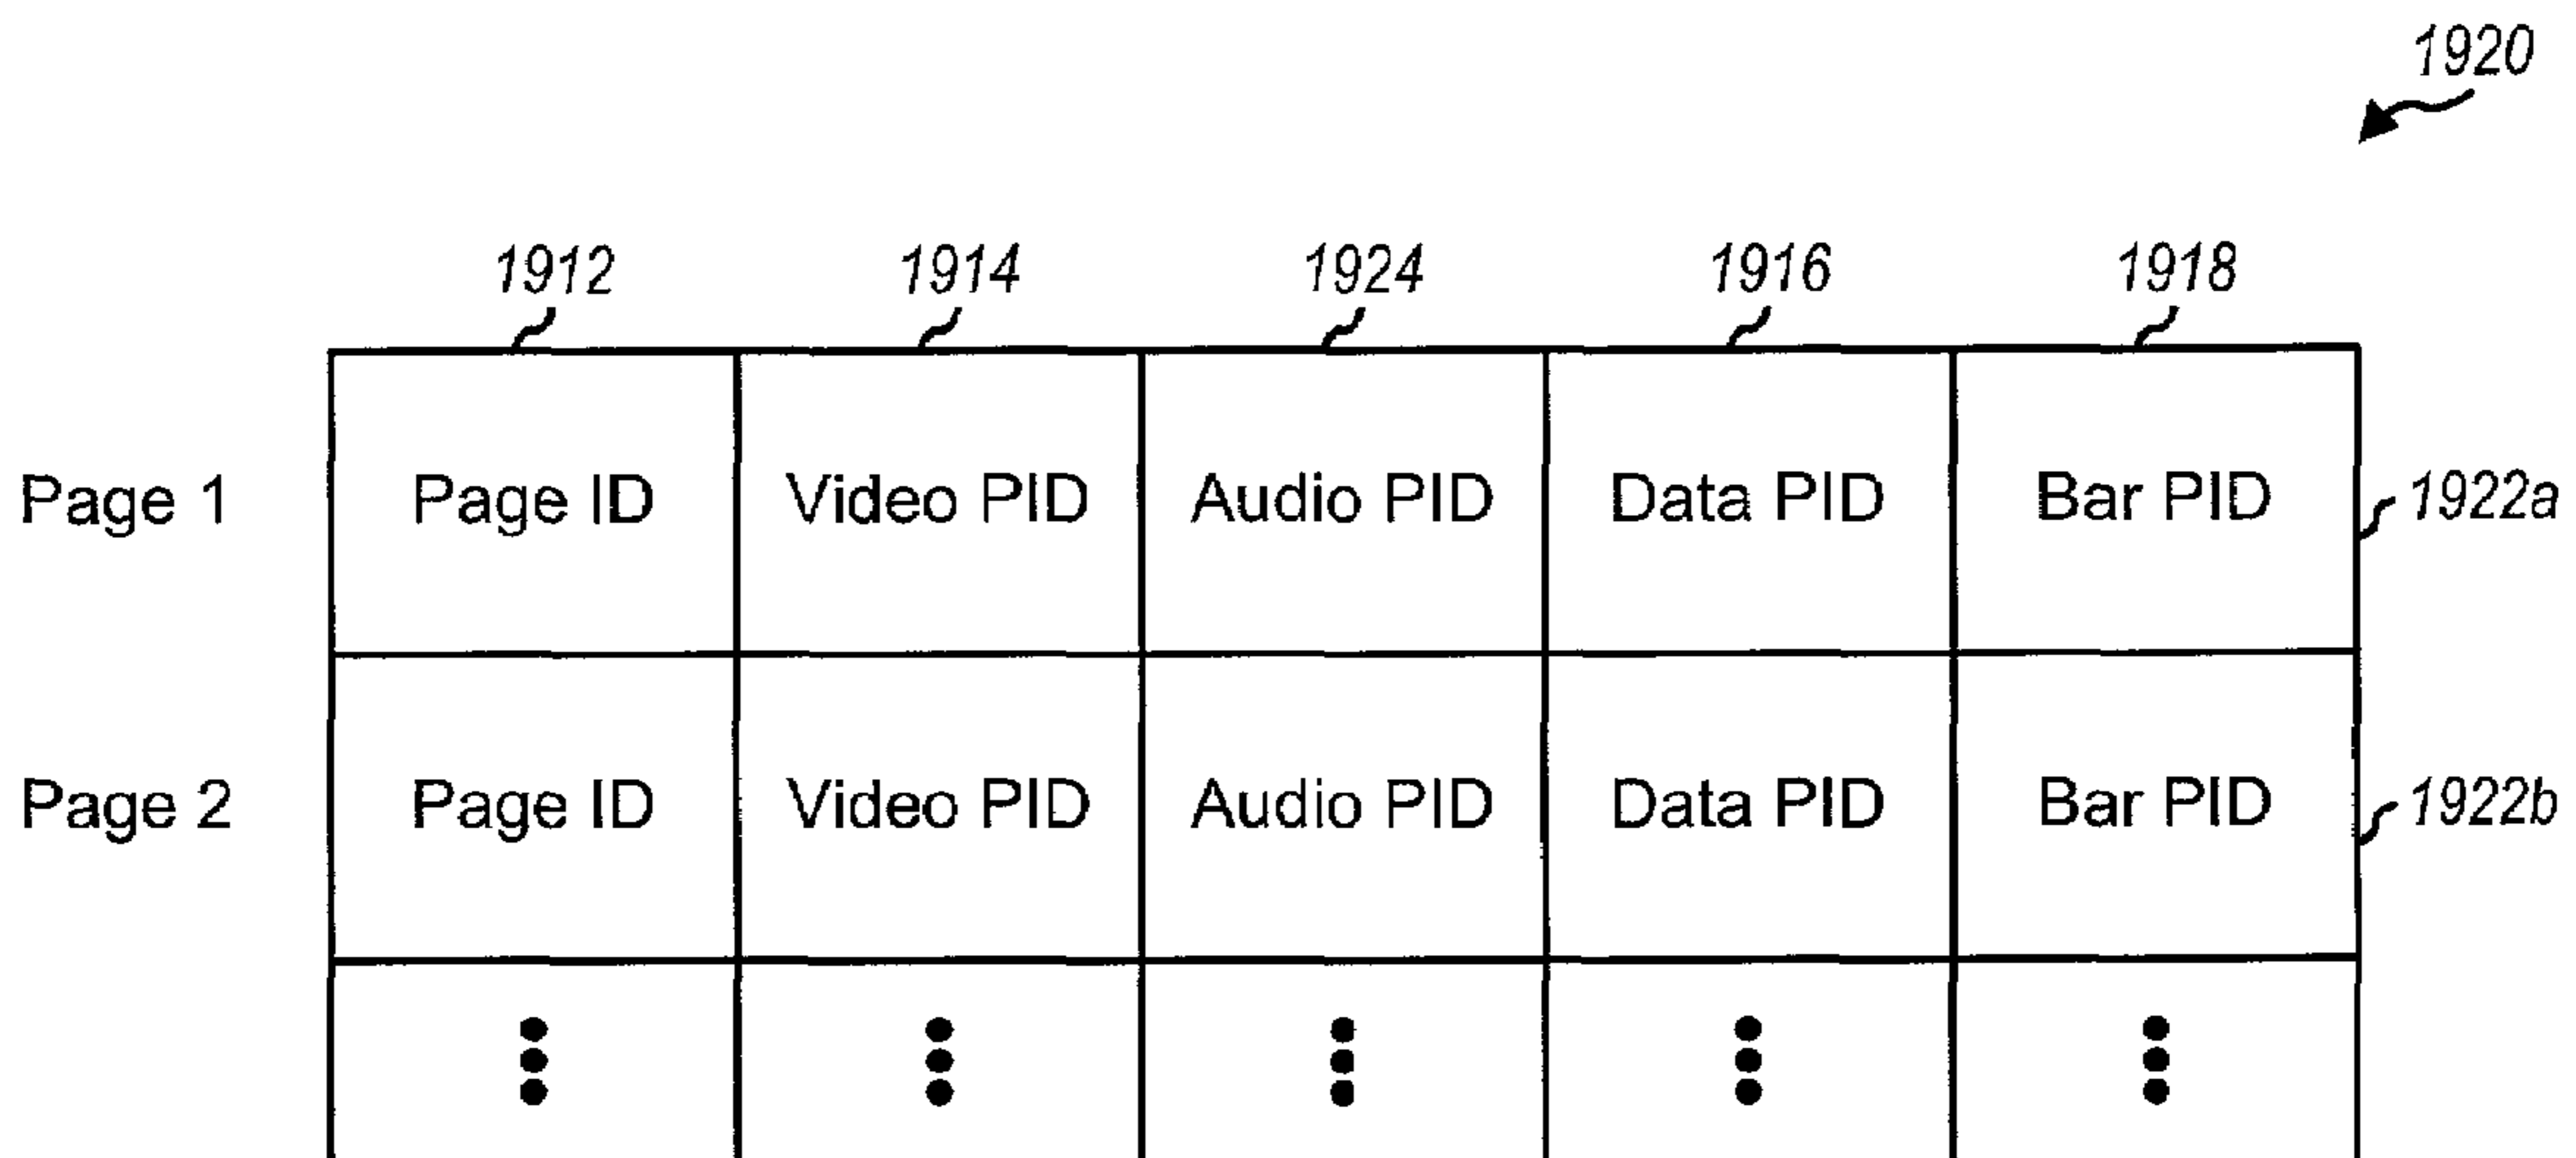 1920
1912 1914 1924 1916 1918
Page 1 Page ID Video PID Audio PID Data PID Bar PID 1922a
Page 2 Page ID Video PID Audio PID Data PID Bar PID 1922b